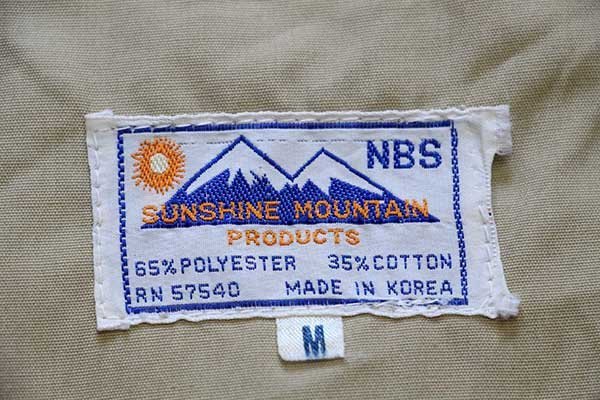 NBS
SUNSHINE MOUNTAIN
PRODUCTS
65% POLYESTER 35% COTTON
RN 57540 MADE IN KOREA
M